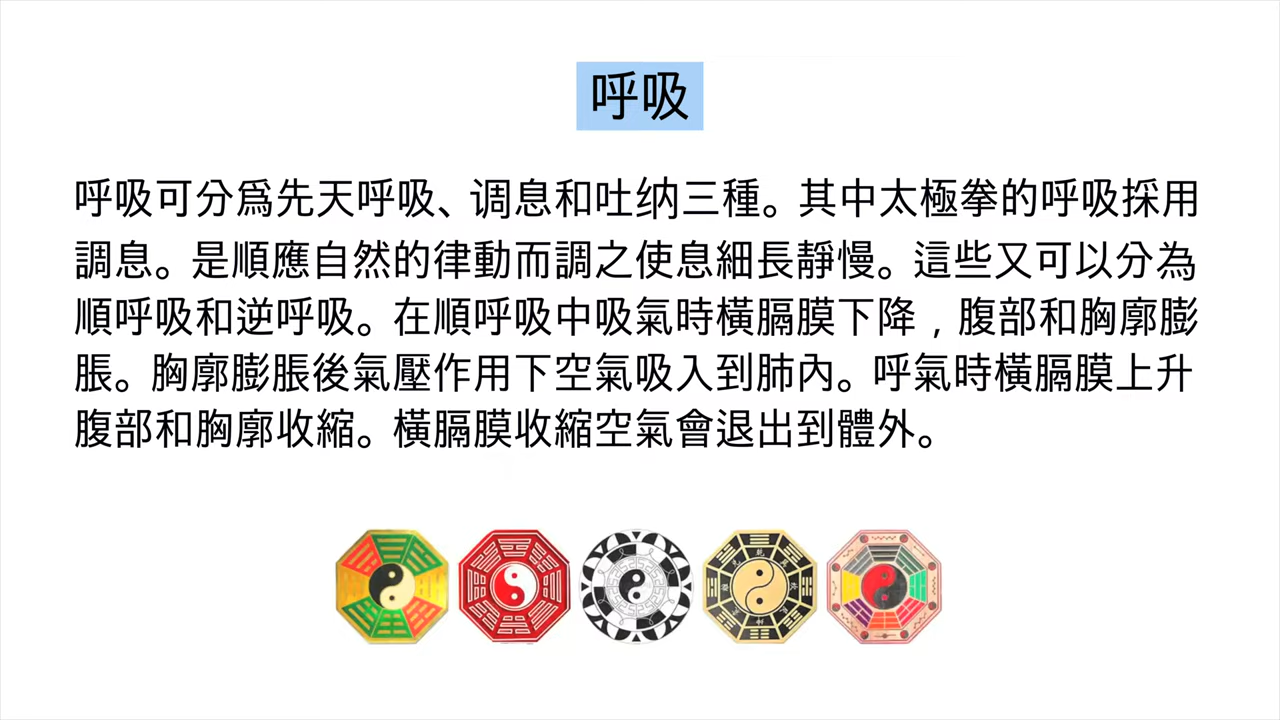 呼吸
呼吸可分爲先天呼吸、调息和吐纳三種。其中太極拳的呼吸採用
調息。是順應自然的律動而調之使息細長靜慢。這些又可以分為
順呼吸和逆呼吸。在順呼吸中吸氣時橫膈膜下降，腹部和胸廓膨
脹。胸廓膨脹後氣壓作用下空氣吸入到肺內。呼氣時橫膈膜上升
腹部和胸廓收縮。橫膈膜收縮空氣會退出到體外。